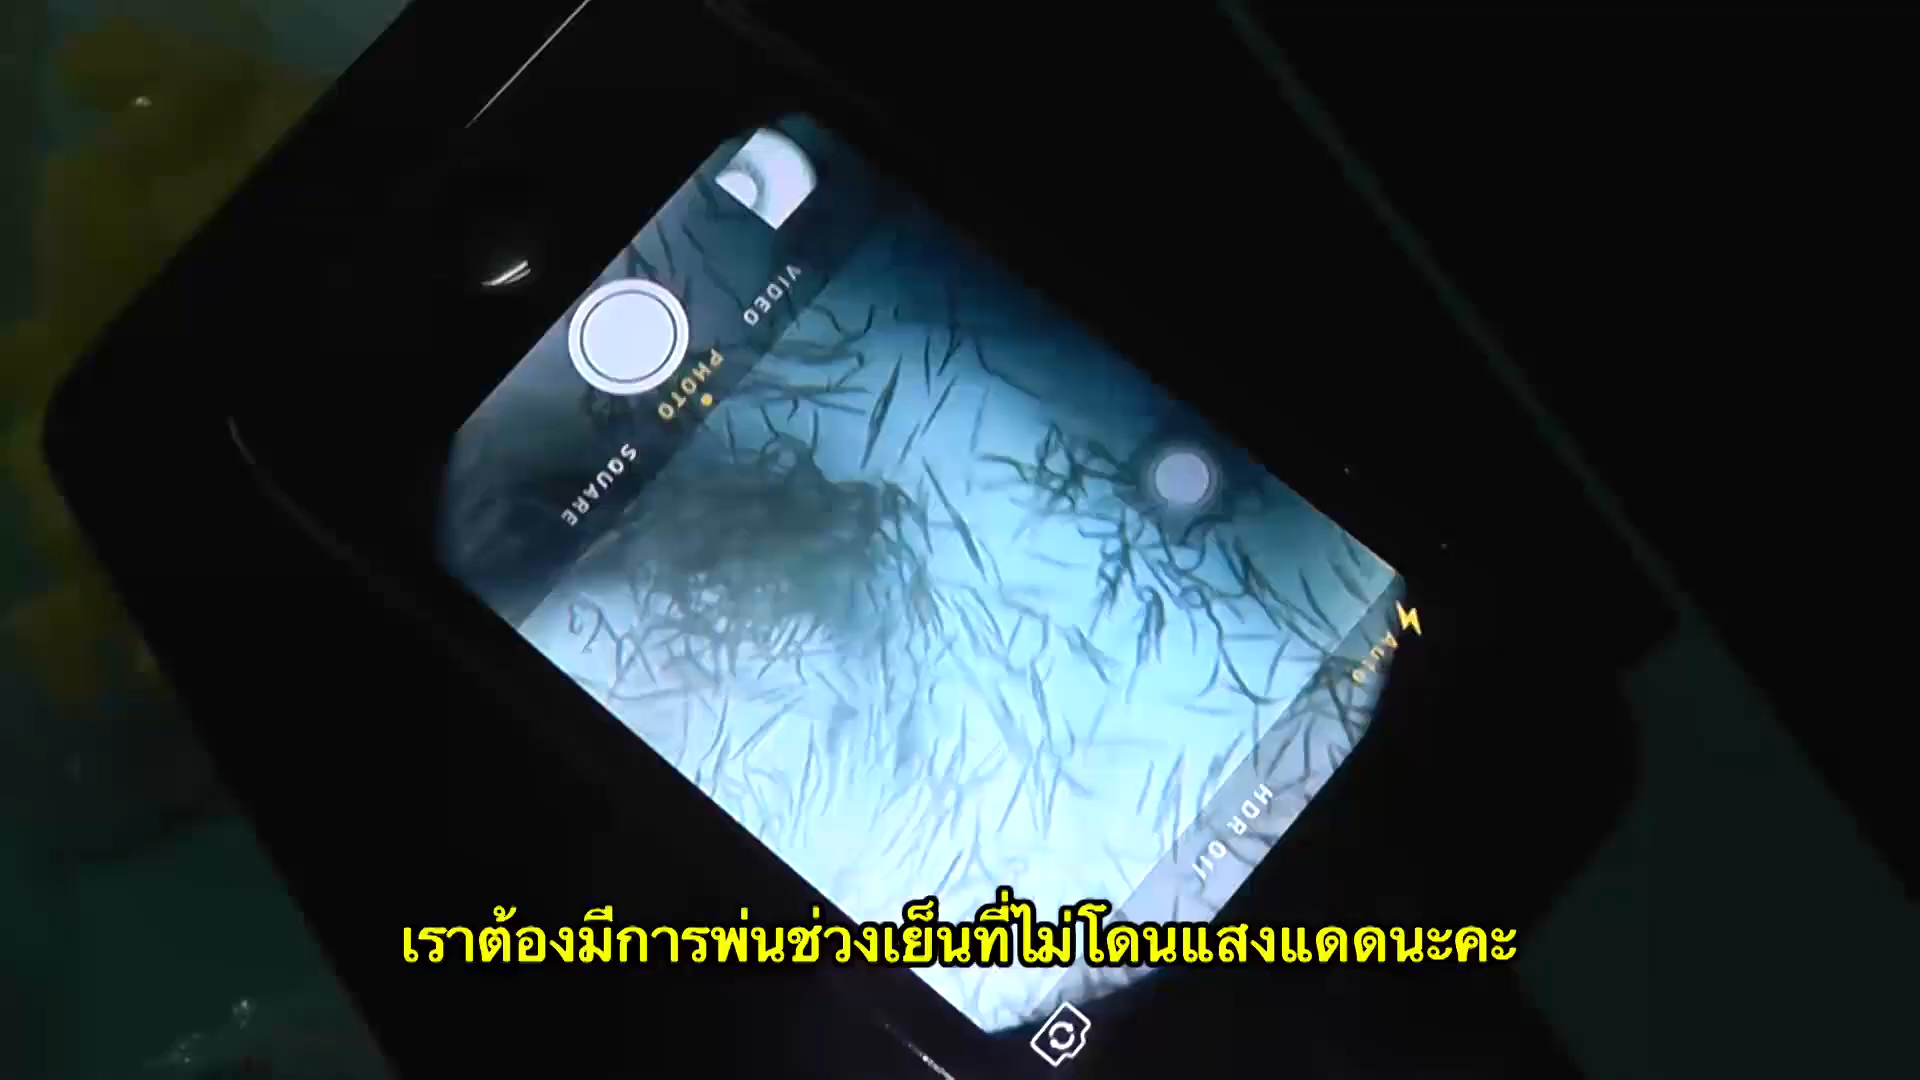 VIDEO
PHOTO
SQUARE
Auto
HDR Off
เราต้องมีการพ่นช่วงเย็นที่ไม่โดนแสงแดดนะคะ